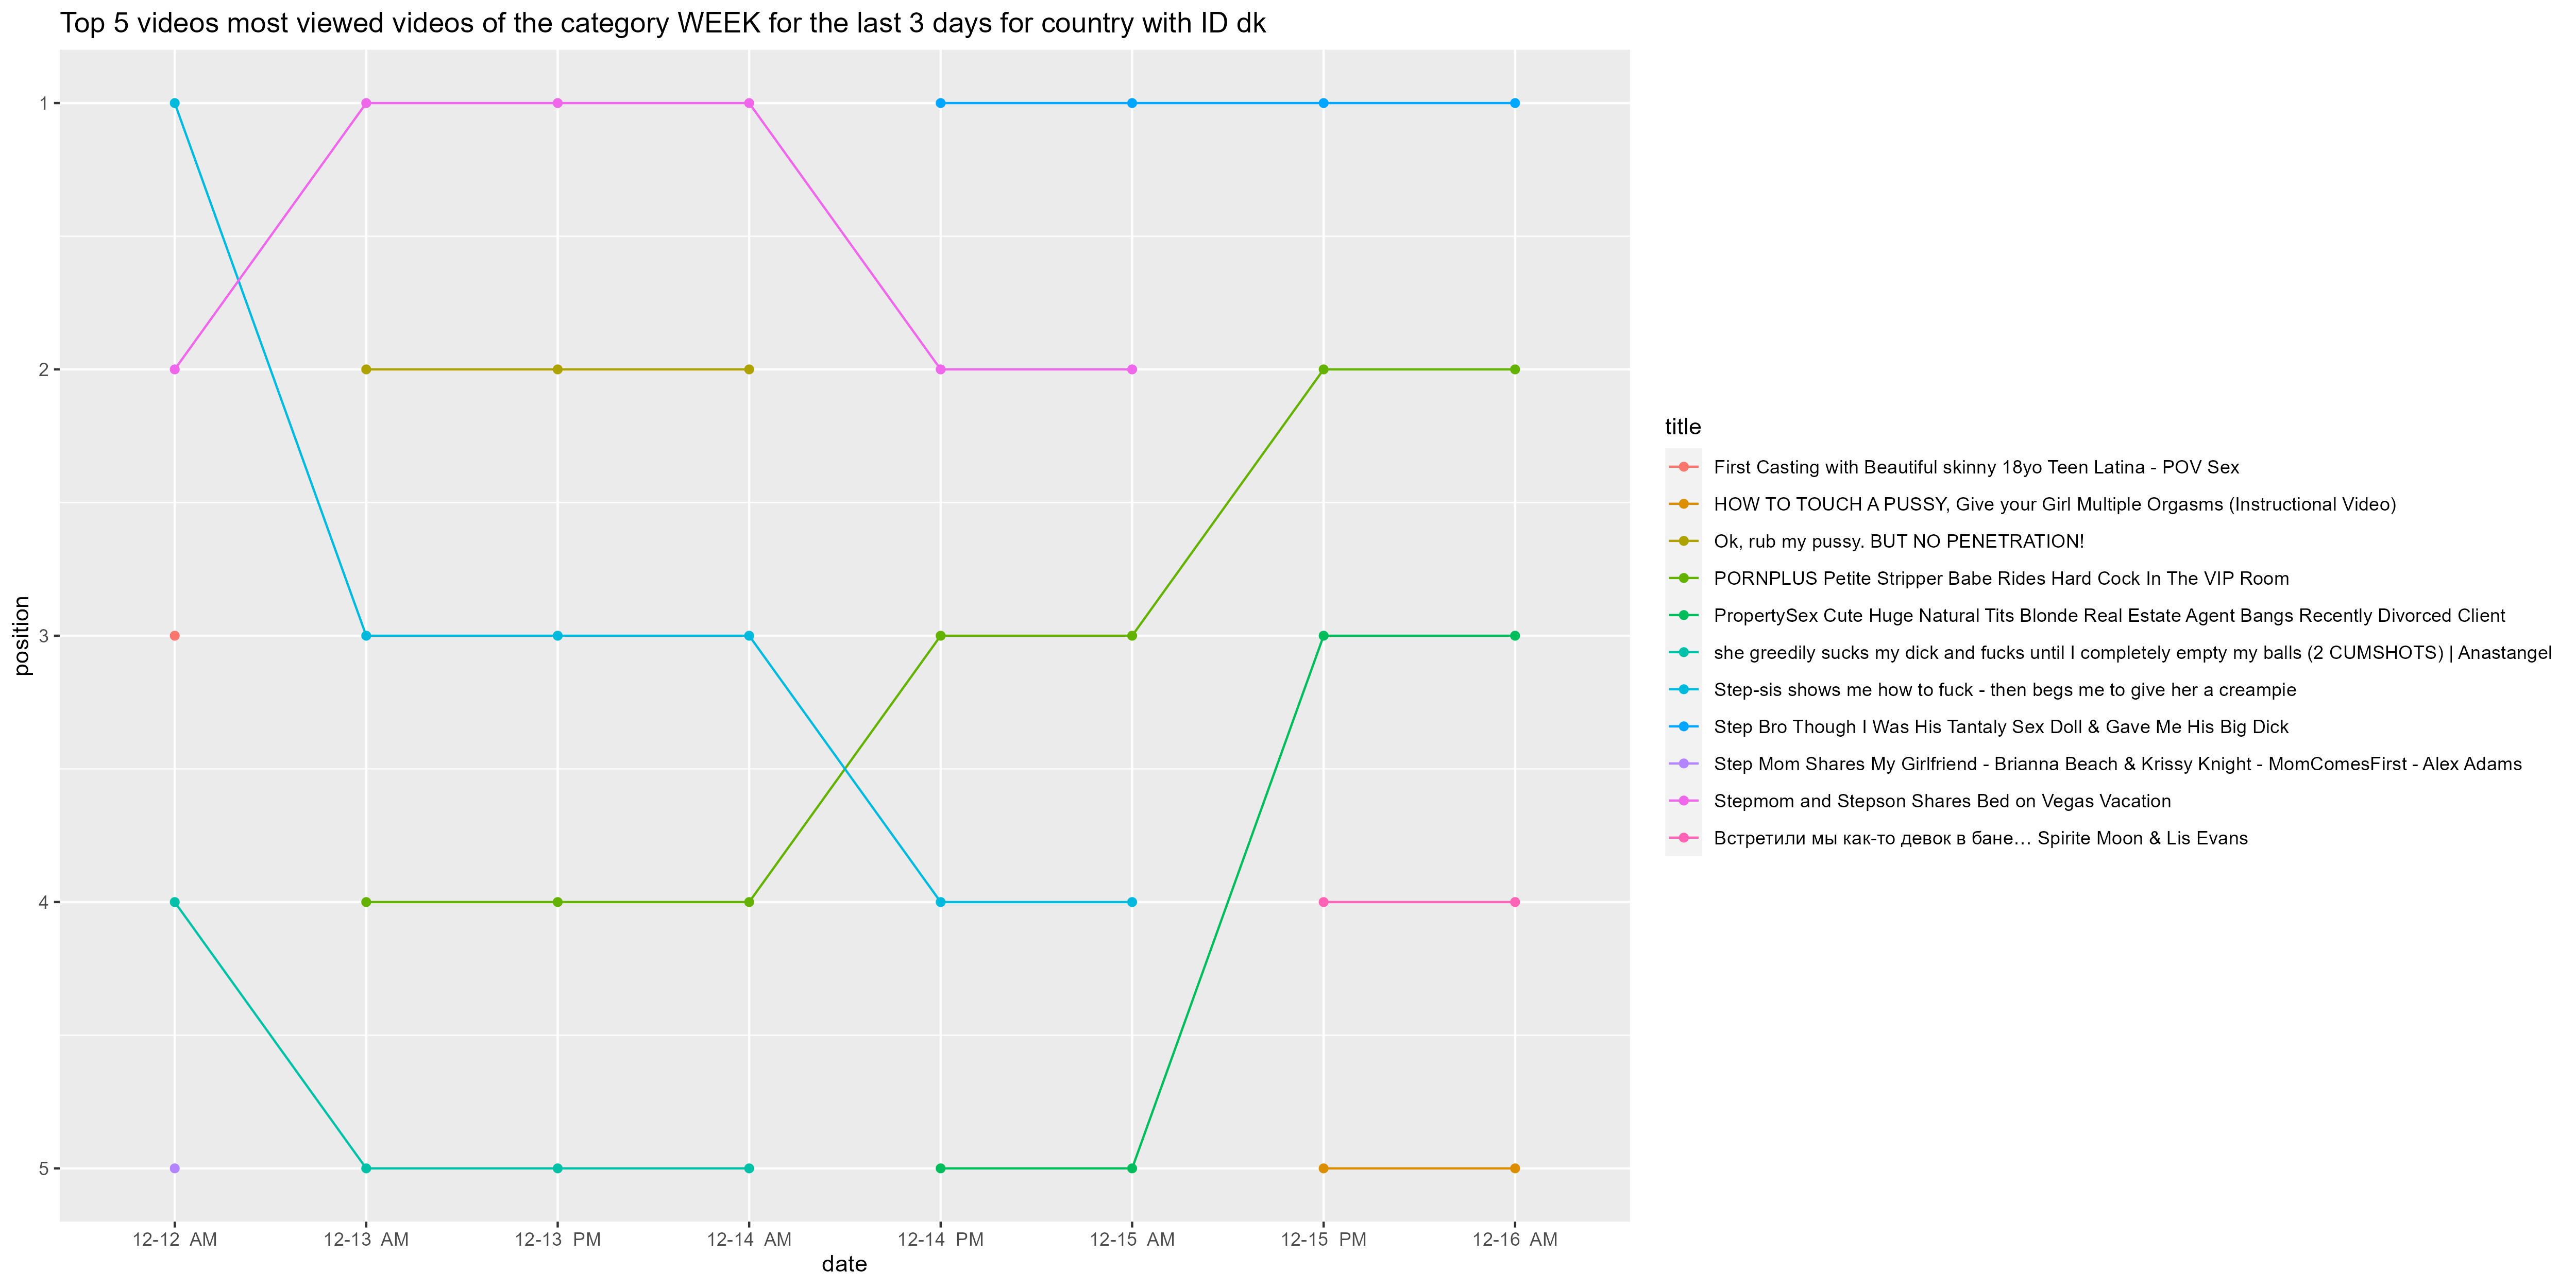 Top 5 videos most viewed videos of the category WEEK for the last 3 days for country with ID dk
1
2
3
4
5
position
12-12 AM
12-13 AM
12-13 PM
12-14 AM
12-14 PM
12-15 AM
12-15 PM
12-16 AM
date
title
First Casting with Beautiful skinny 18yo Teen Latina - POV Sex
HOW TO TOUCH A PUSSY, Give your Girl Multiple Orgasms (Instructional Video)
Ok, rub my pussy. BUT NO PENETRATION!
PORNPLUS Petite Stripper Babe Rides Hard Cock In The VIP Room
PropertySex Cute Huge Natural Tits Blonde Real Estate Agent Bangs Recently Divorced Client
she greedily sucks my dick and fucks until I completely empty my balls (2 CUMSHOTS) | Anastangel
Step-sis shows me how to fuck - then begs me to give her a creampie
Step Bro Though I Was His Tantaly Sex Doll & Gave Me His Big Dick
Step Mom Shares My Girlfriend - Brianna Beach & Krissy Knight - MomComesFirst - Alex Adams
Stepmom and Stepson Shares Bed on Vegas Vacation
Встретили мы как-то девок в бане… Spirite Moon & Lis Evans